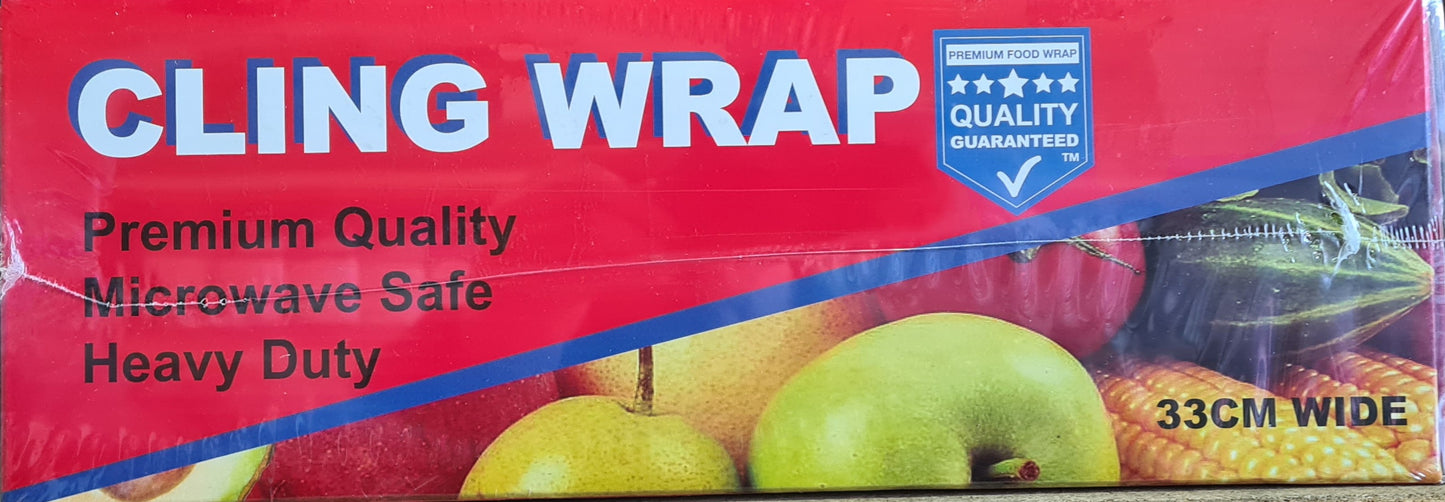 CLING WRAP
PREMIUM FOOD WRAP
QUALITY
GUARANTEED
TM
Premium Quality
Microwave Safe
Heavy Duty
33CM WIDE